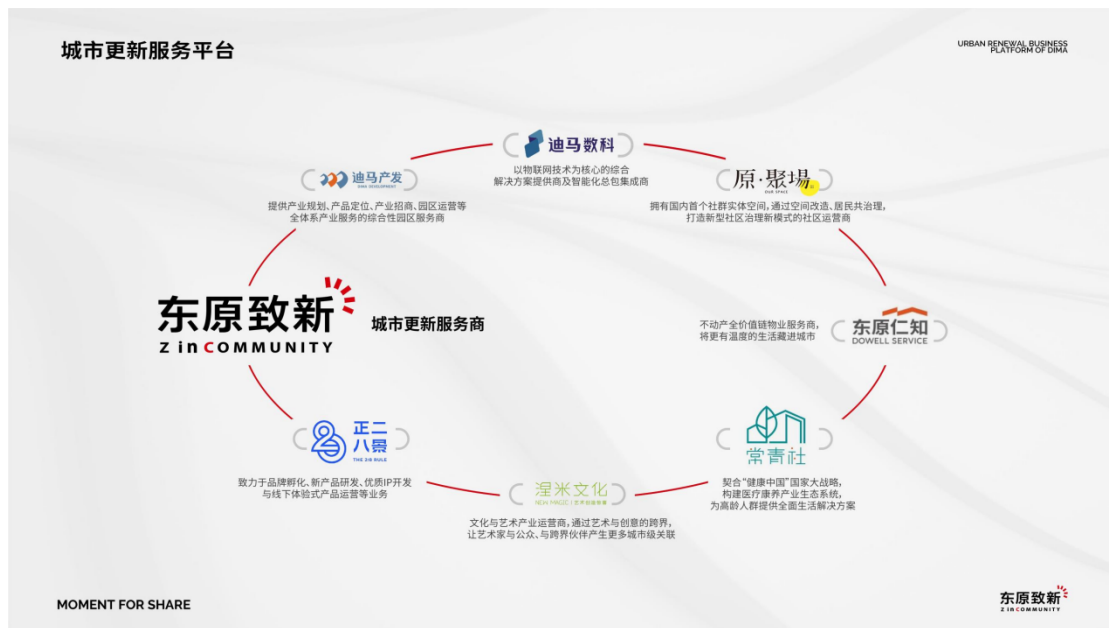 城市更新服务平台
URBAN RENEWAL BUSINESS
PLATFORM OF DIMA
迪马数科
以物联网技术为核心的综合
解决方案提供商及智能化总包集成商
迪马产发
DIMA DEVELOPMENT
提供产业规划、产品定位、产业招商、园区运营等
全体系产业服务的综合性园区服务商
原·聚場
OUR SPACE
拥有国内首个社群实体空间,通过空间改造、居民共治理,
打造新型社区治理新模式的社区运营商
东原致新
Z in COMMUNITY
城市更新服务商
不动产全价值链物业服务商,
将更有温度的生活藏进城市
东原仁知
DOWELL SERVICE
正二
八景
THE 2/8 RULE
致力于品牌孵化、新产品研发、优质IP开发
与线下体验式产品运营等业务
涅米文化
文化与艺术产业运营商,通过艺术与创意的跨界,
让艺术家与公众、与跨界伙伴产生更多城市级关联
常青社
契合“健康中国”国家大战略,
构建医疗康养产业生态系统,
为高龄人群提供全面生活解决方案
MOMENT FOR SHARE
东原致新
Z in COMMUNITY